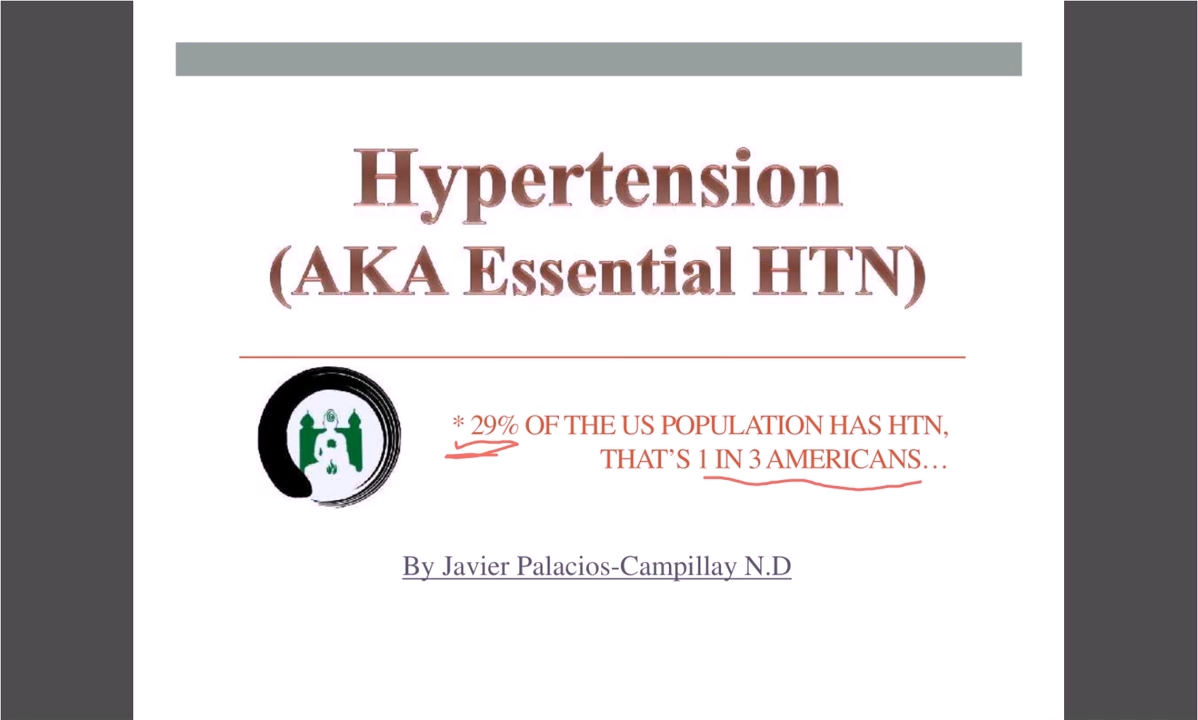 Hypertension
(AKA Essential HTN)
* 29% OF THE US POPULATION HAS HTN,
THAT'S 1 IN 3 AMERICANS…
By Javier Palacios-Campillay N.D